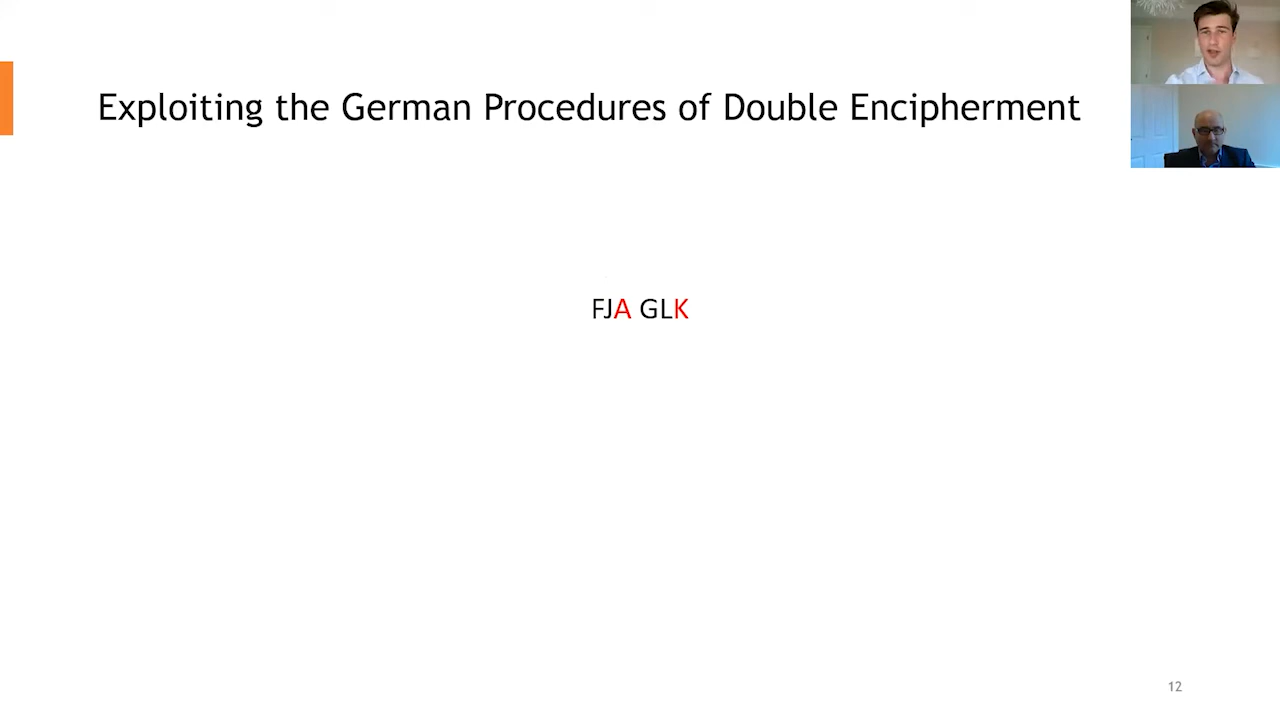 Exploiting the German Procedures of Double Encipherment
FJA GLK
12